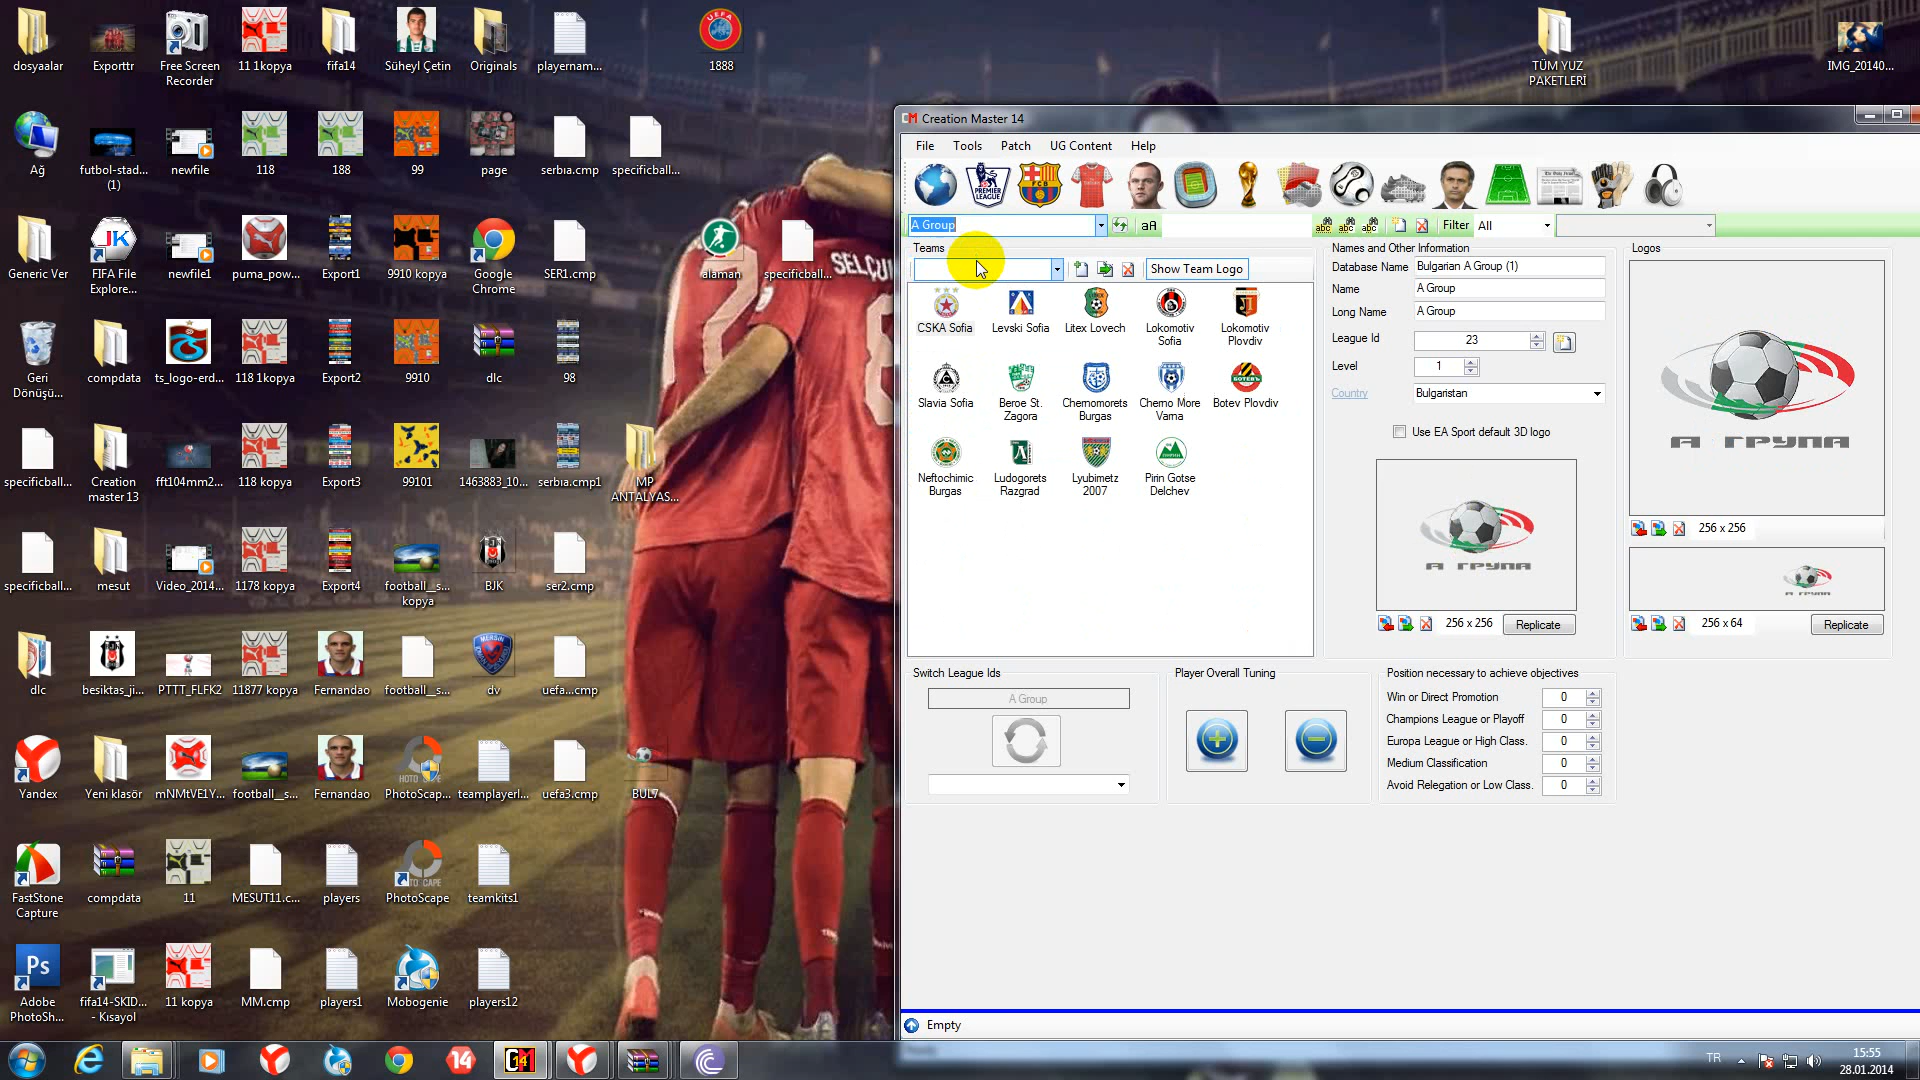 dosyaalar
Exporttr
Free Screen
Recorder
11 1kopya
fifa14
Süheyl Çetin
Originals
playernam...
1888
TÜM YUZ
PAKETLERİ
IMG_20140...
Ağ
futbol-stad...
(1)
newfile
118
188
99
page
serbia.cmp
specificball...
Generic Ver
FIFA File
Explore...
newfile1
puma_pow...
Export1
9910 kopya
Google
Chrome
SER1.cmp
alaman
specificball...
SELÇU
Geri
Dönüşü...
compdata
ts_logo-erd...
118 1kopya
Export2
9910
dlc
98
specificball...
Creation
master 13
fft104mm2...
118 kopya
Export3
99101
1463883_10...
serbia.cmp1
MP
ANTALYAS...
specificball...
mesut
Video_2014...
1178 kopya
Export4
football__s...
kopya
BJK
ser2.cmp
dlc
besiktas_ji...
PTTT_FLFK2
11877 kopya
Fernandao
football__s...
dv
uefa...cmp
Yandex
Yeni klasör
mNMtVE1Y...
football__s...
Fernandao
PhotoScap...
teamplayerl...
uefa3.cmp
BUL7
FastStone
Capture
compdata
11
MESUT11.c...
players
PhotoScape
teamkits1
Adobe
PhotoSh...
fifa14-SKID...
- Kısayol
11 kopya
MM.cmp
players1
Mobogenie
players12
Creation Master 14
File Tools Patch UG Content Help
A Group
aA
abc abc abc
Filter All
Teams
Show Team Logo
CSKA Sofia
Levski Sofia
Litex Lovech
Lokomotiv
Sofia
Lokomotiv
Plovdiv
Slavia Sofia
Beroe St.
Zagora
Chernomorets
Burgas
Cherno More
Varna
Botev Plovdiv
Neftochimic
Burgas
Ludogorets
Razgrad
Lyubimetz
2007
Pirin Gotse
Delchev
Names and Other Information
Database Name Bulgarian A Group (1)
Name A Group
Long Name A Group
League Id 23
Level 1
Country Bulgaristan
Use EA Sport default 3D logo
А ГРУПА
256 x 256 Replicate
Logos
А ГРУПА
256 x 256
А ГРУПА
256 x 64 Replicate
Switch League Ids
A Group
Player Overall Tuning
Position necessary to achieve objectives
Win or Direct Promotion 0
Champions League or Playoff 0
Europa League or High Class. 0
Medium Classification 0
Avoid Relegation or Low Class. 0
Empty
TR
15:55
28.01.2014